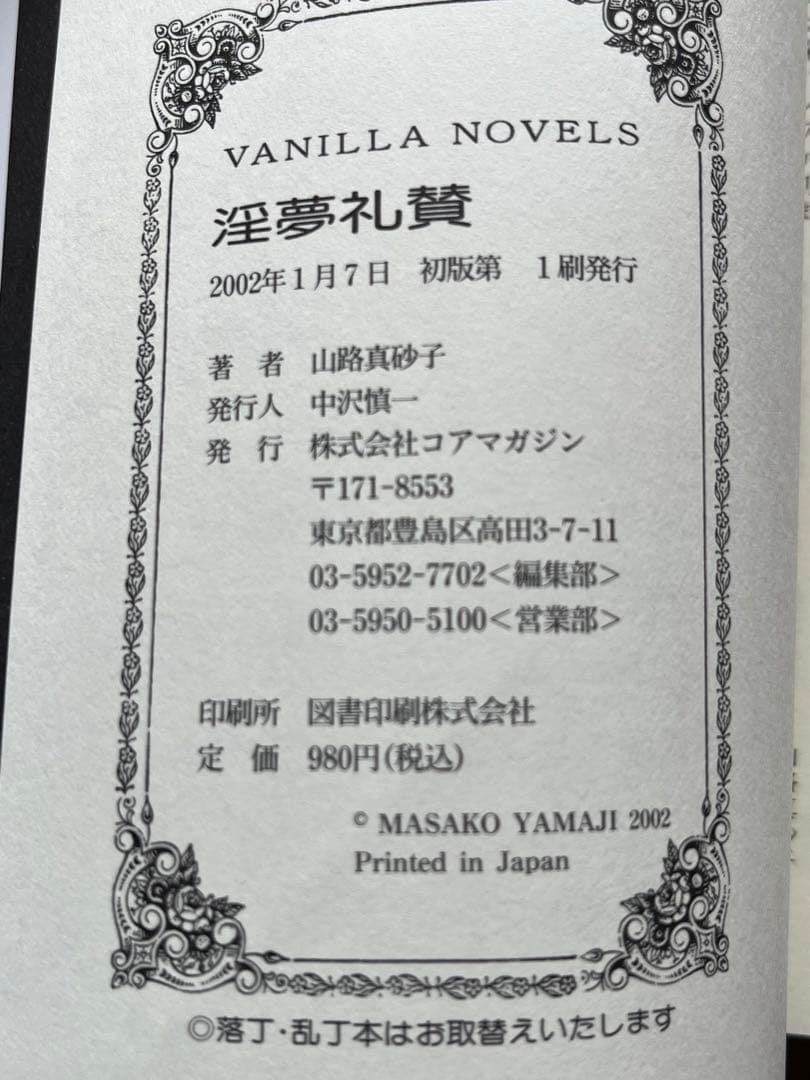 VANILLA NOVELS
淫夢礼賛
2002年1月7日 初版第 1刷発行
著 者 山路真砂子
発行人 中沢慎一
発 行 株式会社コアマガジン
〒171-8553
東京都豊島区高田3-7-11
03-5952-7702<編集部>
03-5950-5100<営業部>
印刷所 図書印刷株式会社
定 価 980円(税込)
© MASAKO YAMAJI 2002
Printed in Japan
◎落丁・乱丁本はお取替えいたします